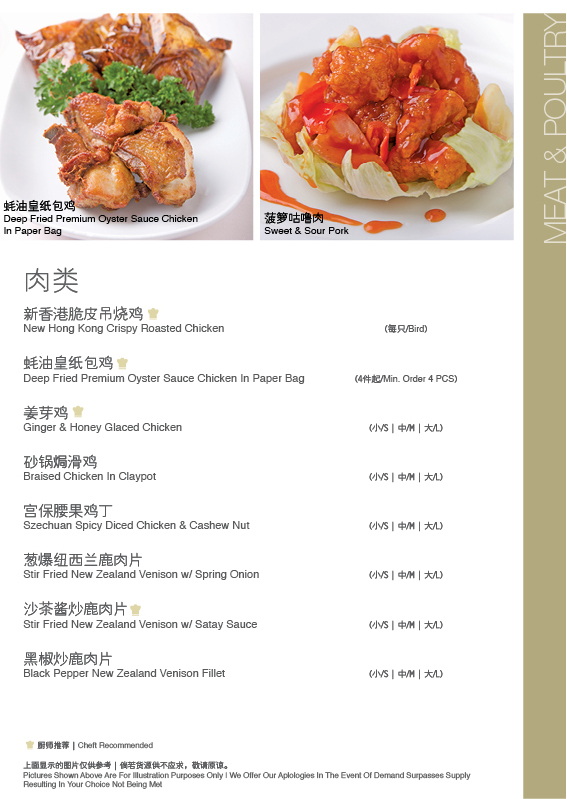 蚝油皇纸包鸡
Deep Fried Premium Oyster Sauce Chicken
In Paper Bag
菠萝咕噜肉
Sweet & Sour Pork
MEAT & POULTRY
肉类
新香港脆皮吊烧鸡
New Hong Kong Crispy Roasted Chicken
(每只/Bird)
蚝油皇纸包鸡
Deep Fried Premium Oyster Sauce Chicken In Paper Bag
(4件起/Min. Order 4 PCS)
姜芽鸡
Ginger & Honey Glaced Chicken
(小/S | 中/M | 大/L)
砂锅焗滑鸡
Braised Chicken In Claypot
(小/S | 中/M | 大/L)
宫保腰果鸡丁
Szechuan Spicy Diced Chicken & Cashew Nut
(小/S | 中/M | 大/L)
葱爆纽西兰鹿肉片
Stir Fried New Zealand Venison w/ Spring Onion
(小/S | 中/M | 大/L)
沙茶酱炒鹿肉片
Stir Fried New Zealand Venison w/ Satay Sauce
(小/S | 中/M | 大/L)
黑椒炒鹿肉片
Black Pepper New Zealand Venison Fillet
(小/S | 中/M | 大/L)
厨师推荐 | Cheft Recommended
上面显示的图片仅供参考 | 倘若货源供不应求，敬请原谅。
Pictures Shown Above Are For Illustration Purposes Only I We Offer Our Aplologies In The Event Of Demand Surpasses Supply
Resulting In Your Choice Not Being Met